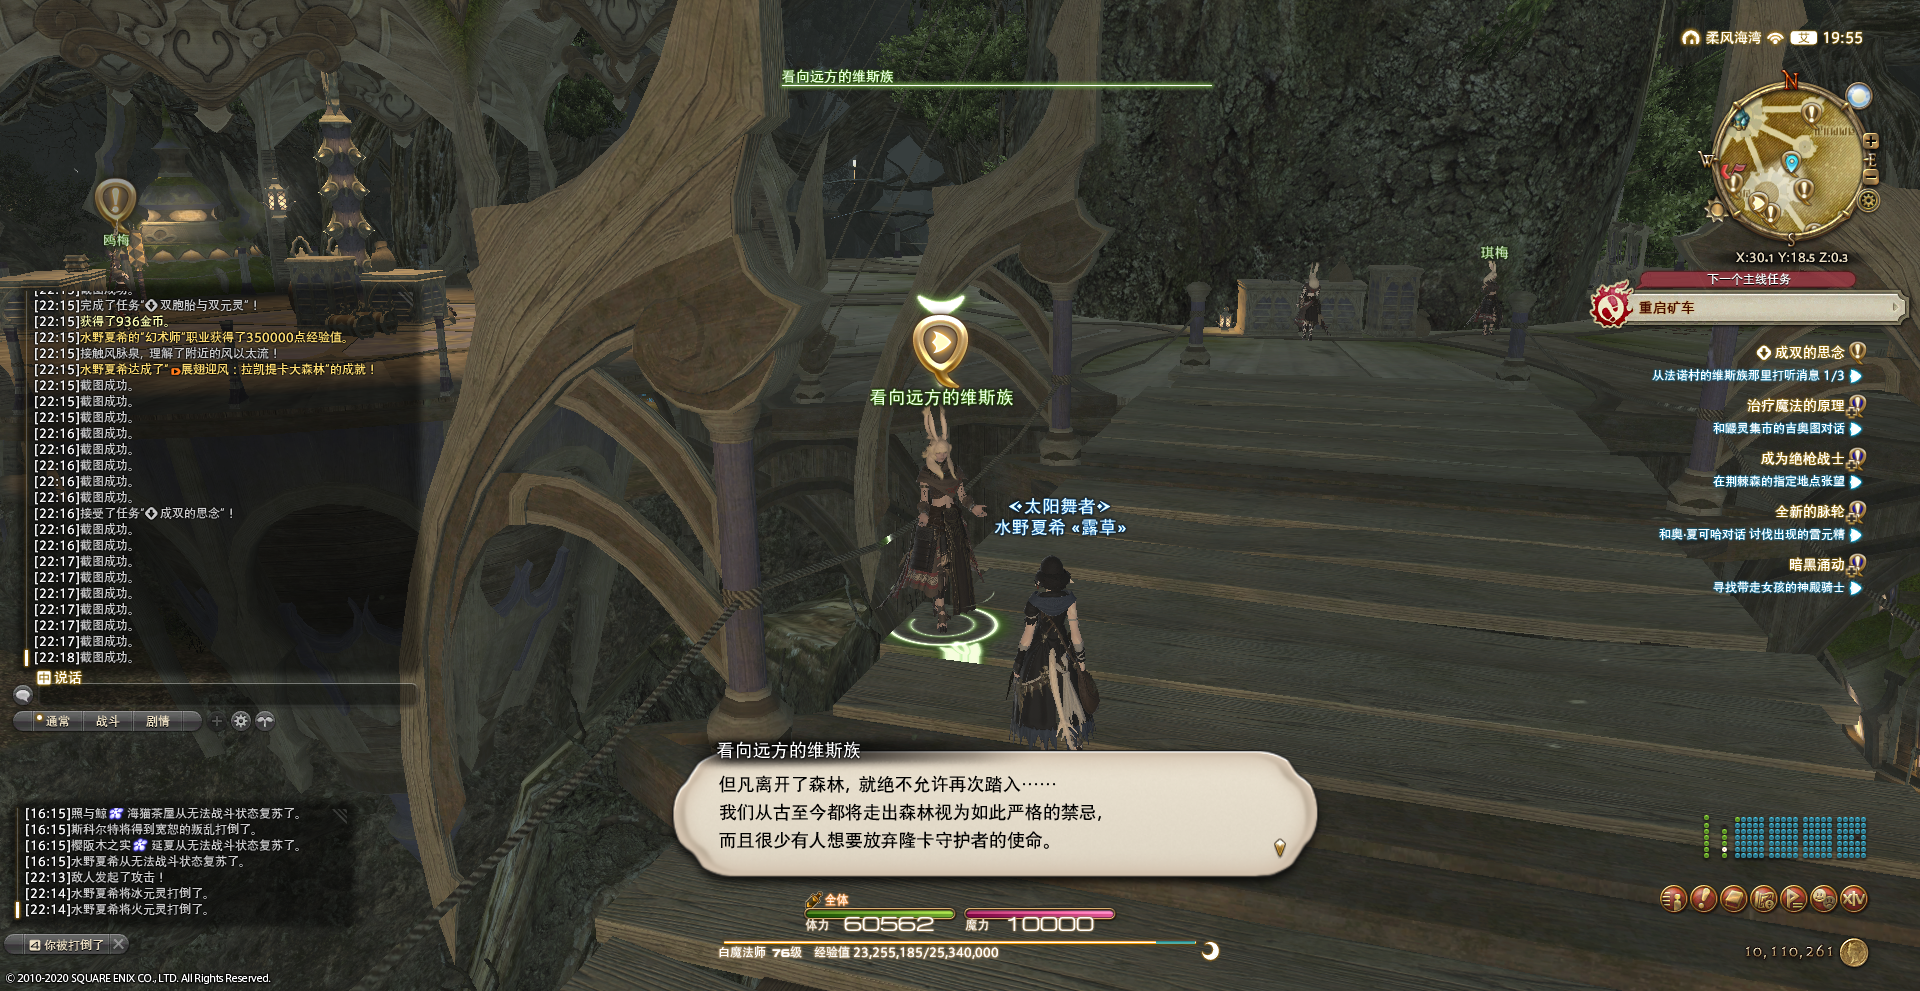 看向远方的维斯族
柔风海湾 艾 19:55
N
W
E
S
X:30.1 Y:18.5 Z:0.3
下一个主线任务
重启矿车
成双的思念
从法诺村的维斯族那里打听消息 1/3
治疗魔法的原理
和鼹灵集市的吉奥图对话
成为绝枪战士
在荆棘森的指定地点张望
全新的脉轮
和奥·夏可哈对话 讨伐出现的雷元精
暗黑涌动
寻找带走女孩的神殿骑士
鸥梅
琪梅
看向远方的维斯族
<太阳舞者>
水野夏希 «露草»
[22:15]截图成功。
[22:15]完成了任务“双胞胎与双元灵”！
[22:15]获得了936金币。
[22:15]水野夏希的“幻术师”职业获得了350000点经验值。
[22:15]接触风脉泉，理解了附近的风以太流！
[22:15]水野夏希达成了“展翅迎风：拉凯提卡大森林”的成就！
[22:15]截图成功。
[22:15]截图成功。
[22:15]截图成功。
[22:16]截图成功。
[22:16]截图成功。
[22:16]截图成功。
[22:16]截图成功。
[22:16]截图成功。
[22:16]接受了任务“成双的思念”！
[22:16]截图成功。
[22:16]截图成功。
[22:17]截图成功。
[22:17]截图成功。
[22:17]截图成功。
[22:17]截图成功。
[22:17]截图成功。
[22:17]截图成功。
[22:18]截图成功。
说话
通常 战斗 剧情
[16:15]照与鲸 海猫茶屋从无法战斗状态复苏了。
[16:15]斯科尔特将得到宽恕的叛乱打倒了。
[16:15]樱阪木之实 延夏从无法战斗状态复苏了。
[16:15]水野夏希从无法战斗状态复苏了。
[22:13]敌人发起了攻击！
[22:14]水野夏希将冰元灵打倒了。
[22:14]水野夏希将火元灵打倒了。
4 你被打倒了
看向远方的维斯族
但凡离开了森林，就绝不允许再次踏入……
我们从古至今都将走出森林视为如此严格的禁忌，
而且很少有人想要放弃隆卡守护者的使命。
全体
体力 60562 魔力 10000
白魔法师 76级 经验值 23,255,185/25,340,000
XIV
10,110,261
© 2010-2020 SQUARE ENIX CO., LTD. All Rights Reserved.